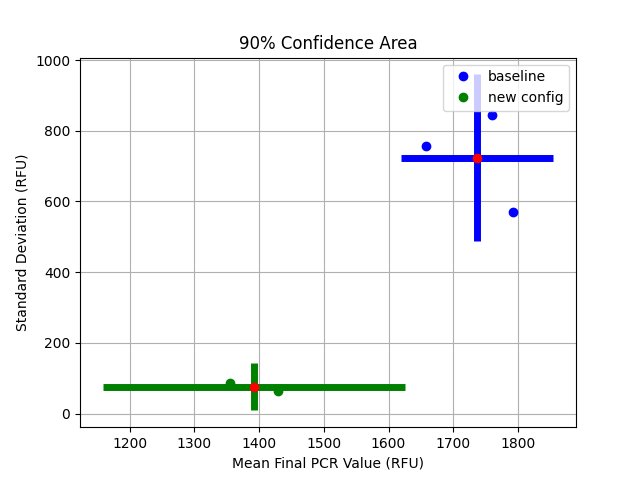 90% Confidence Area
baseline
new config
1000
800
600
400
200
0
Standard Deviation (RFU)
1200 1300 1400 1500 1600 1700 1800
Mean Final PCR Value (RFU)